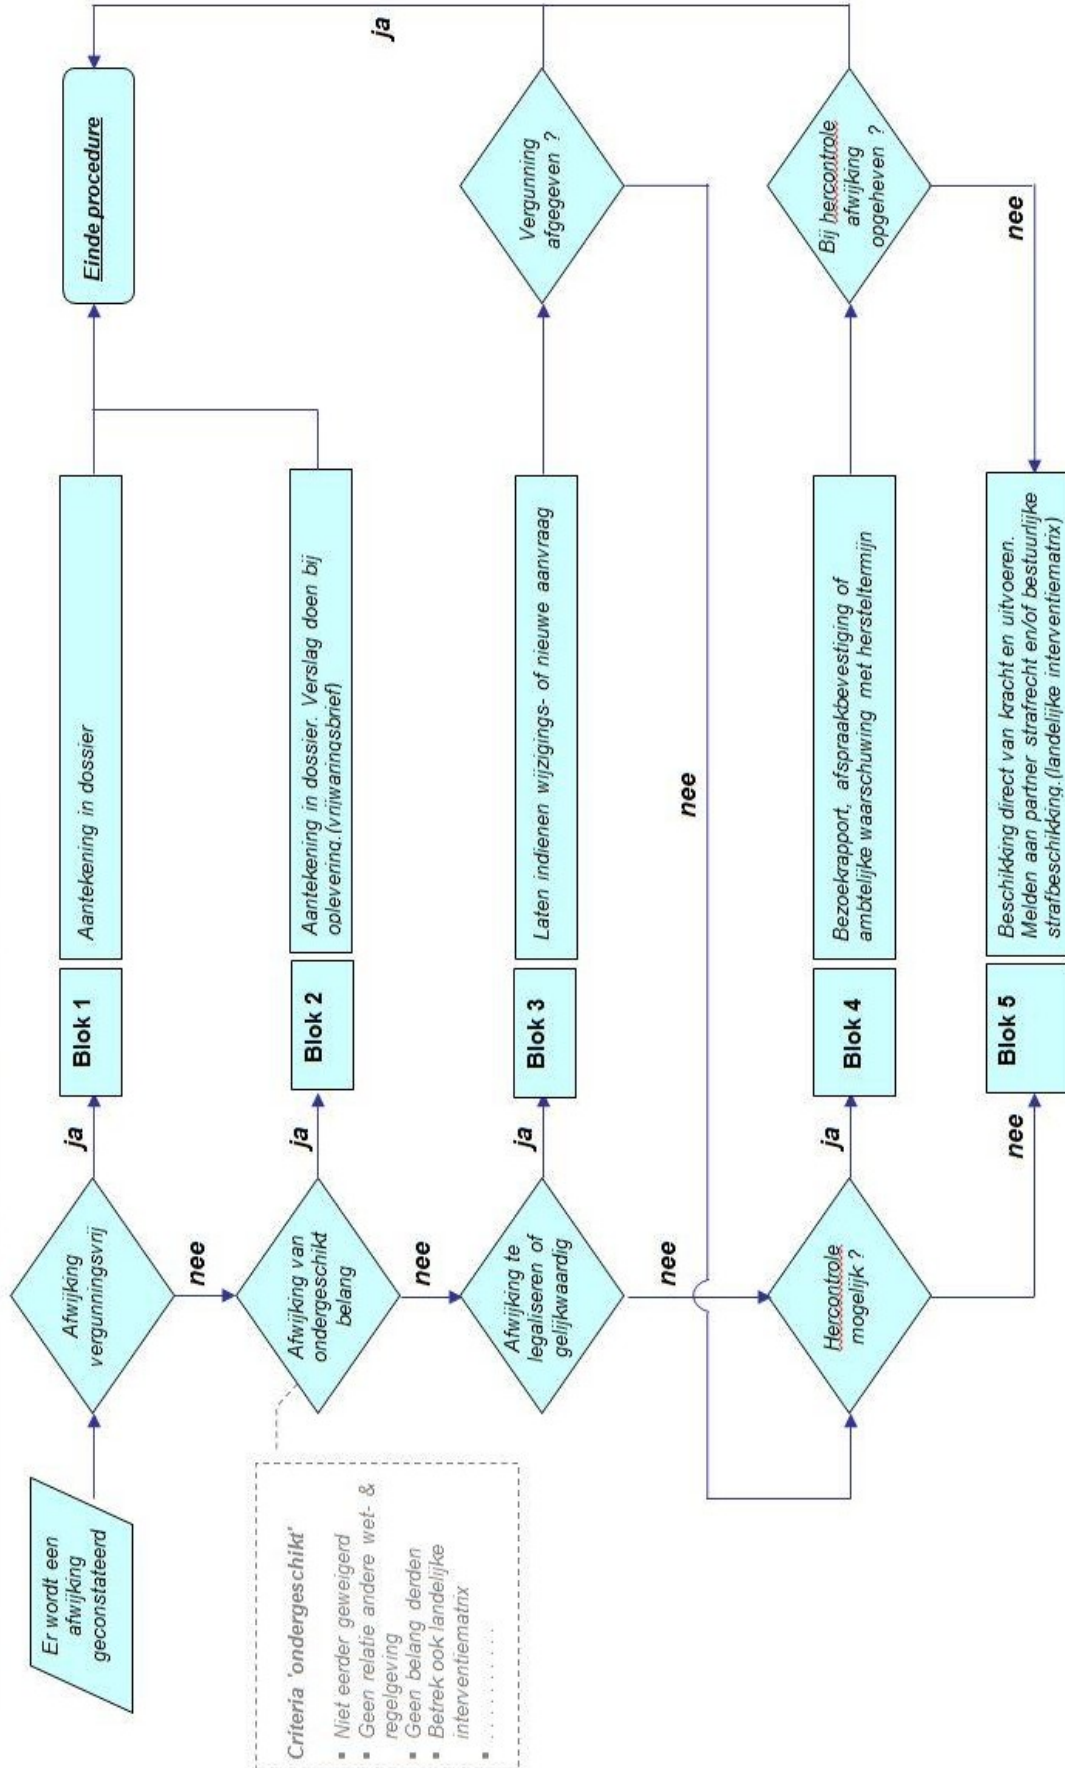 Er wordt een
afwijking
geconstateerd
Afwijking
vergunningsvrij
ja
Blok 1
Aantekening in dossier
Einde procedure
nee
Criteria 'ondergeschikt'
▪ Niet eerder geweigerd
▪ Geen relatie andere wet- &
regelgeving
▪ Geen belang derden
▪ Betrek ook landelijke
interventiematrix
▪ . . . . . . . . .
Afwijking van
ondergeschikt
belang
ja
Blok 2
Aantekening in dossier. Verslag doen bij
oplevering.(vrijwaringsbrief)
nee
Afwijking te
legaliseren of
gelijkwaardig
ja
Blok 3
Laten indienen wijzigings- of nieuwe aanvraag
Vergunning
afgegeven ?
ja
nee
nee
Hercontrole
mogelijk ?
ja
Blok 4
Bezoekrapport, afspraakbevestiging of
ambtelijke waarschuwing met hersteltermijn
Bij hercontrole
afwijking
opgeheven ?
nee
Blok 5
Beschikking direct van kracht en uitvoeren.
Melden aan partner strafrecht en/of bestuurlijke
strafbeschikking.(landelijke interventiematrix)
nee